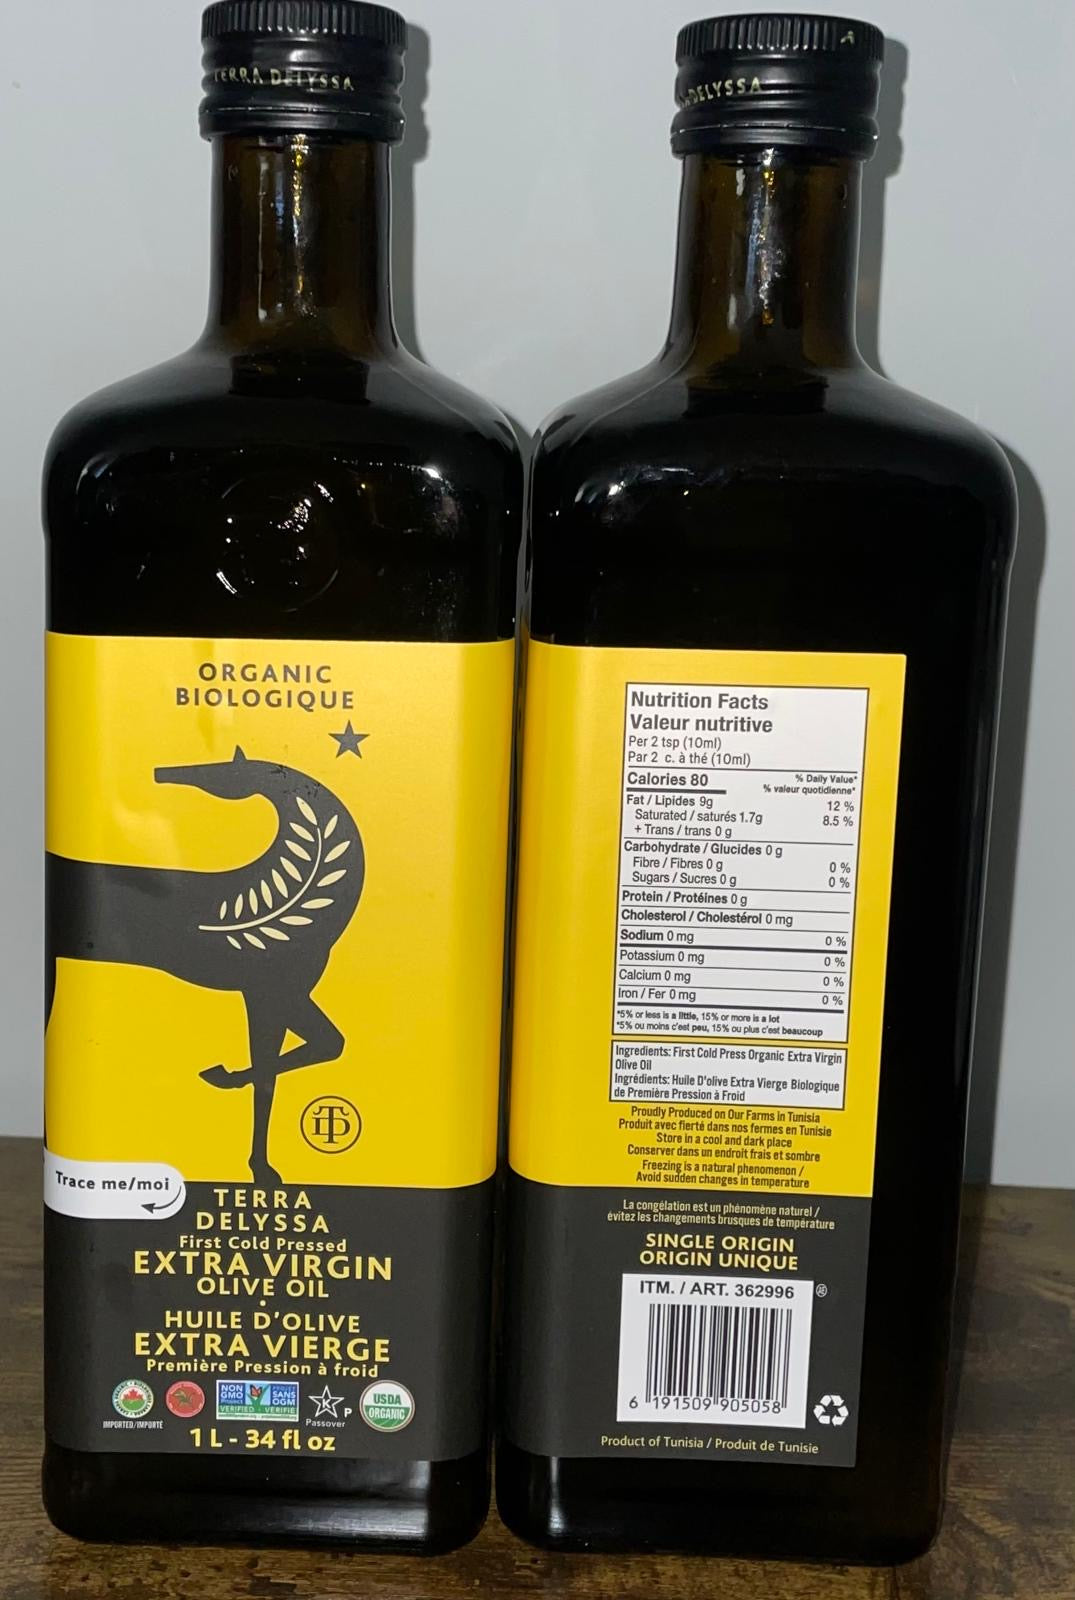 TERRA DELYSSA
ORGANIC
BIOLOGIQUE
Trace me/moi
TERRA
DELYSSA
First Cold Pressed
EXTRA VIRGIN
OLIVE OIL
HUILE D'OLIVE
EXTRA VIERGE
Première Pression à froid
IMPORTED/IMPORTÉ
NON
GMO
Project
VERIFIED
PROJET
SANS
OGM
VERIFIÉ
K
P
Passover
USDA
ORGANIC
1 L - 34 fl oz
DELYSSA
Nutrition Facts
Valeur nutritive
Per 2 tsp (10ml)
Par 2 c. à thé (10ml)
Calories 80
% Daily Value*
% valeur quotidienne*
Fat / Lipides 9g 12 %
Saturated / saturés 1.7g 8.5 %
+ Trans / trans 0 g
Carbohydrate / Glucides 0 g
Fibre / Fibres 0 g 0 %
Sugars / Sucres 0 g 0 %
Protein / Protéines 0 g
Cholesterol / Cholestérol 0 mg
Sodium 0 mg 0 %
Potassium 0 mg 0 %
Calcium 0 mg 0 %
Iron / Fer 0 mg 0 %
*5% or less is a little, 15% or more is a lot
*5% ou moins c'est peu, 15% ou plus c'est beaucoup
Ingredients: First Cold Press Organic Extra Virgin
Olive Oil
Ingrédients: Huile D'olive Extra Vierge Biologique
de Première Pression à Froid
Proudly Produced on Our Farms in Tunisia
Produit avec fierté dans nos fermes en Tunisie
Store in a cool and dark place
Conserver dans un endroit frais et sombre
Freezing is a natural phenomenon /
Avoid sudden changes in temperature
La congélation est un phénomène naturel /
évitez les changements brusques de température
SINGLE ORIGIN
ORIGIN UNIQUE
ITM. / ART. 362996
6 191509 905058
Product of Tunisia / Produit de Tunisie